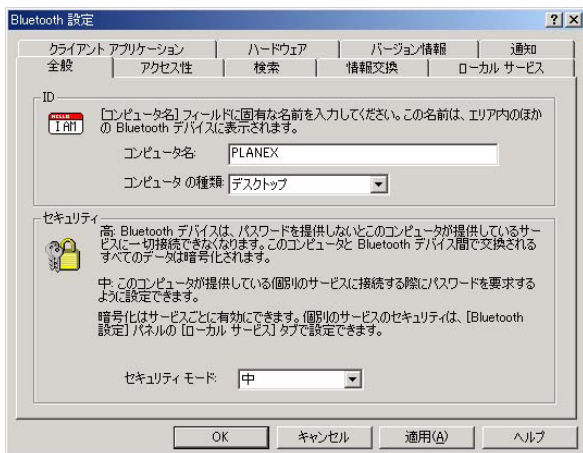 Bluetooth 設定
クライアント アプリケーション
ハードウェア
バージョン情報
通知
全般
アクセス性
検索
情報交換
ローカル サービス
ID
HELLO
I AM
[コンピュータ名] フィールドに固有な名前を入力してください。この名前は、エリア内のほか
の Bluetooth デバイスに表示されます。
コンピュータ名:
PLANEX
コンピュータ の種類:
デスクトップ
セキュリティ
高: Bluetooth デバイスは、パスワードを提供しないとこのコンピュータが提供しているサー
ビスに一切接続できなくなります。このコンピュータと Bluetooth デバイス間で交換される
すべてのデータは暗号化されます。
中: このコンピュータが提供している個別のサービスに接続する際にパスワードを要求する
ように設定できます。
暗号化はサービスごとに有効にできます。個別のサービスのセキュリティは、[Bluetooth
設定] パネルの [ローカル サービス] タブで設定できます。
セキュリティ モード:
中
OK
キャンセル
適用(A)
ヘルプ